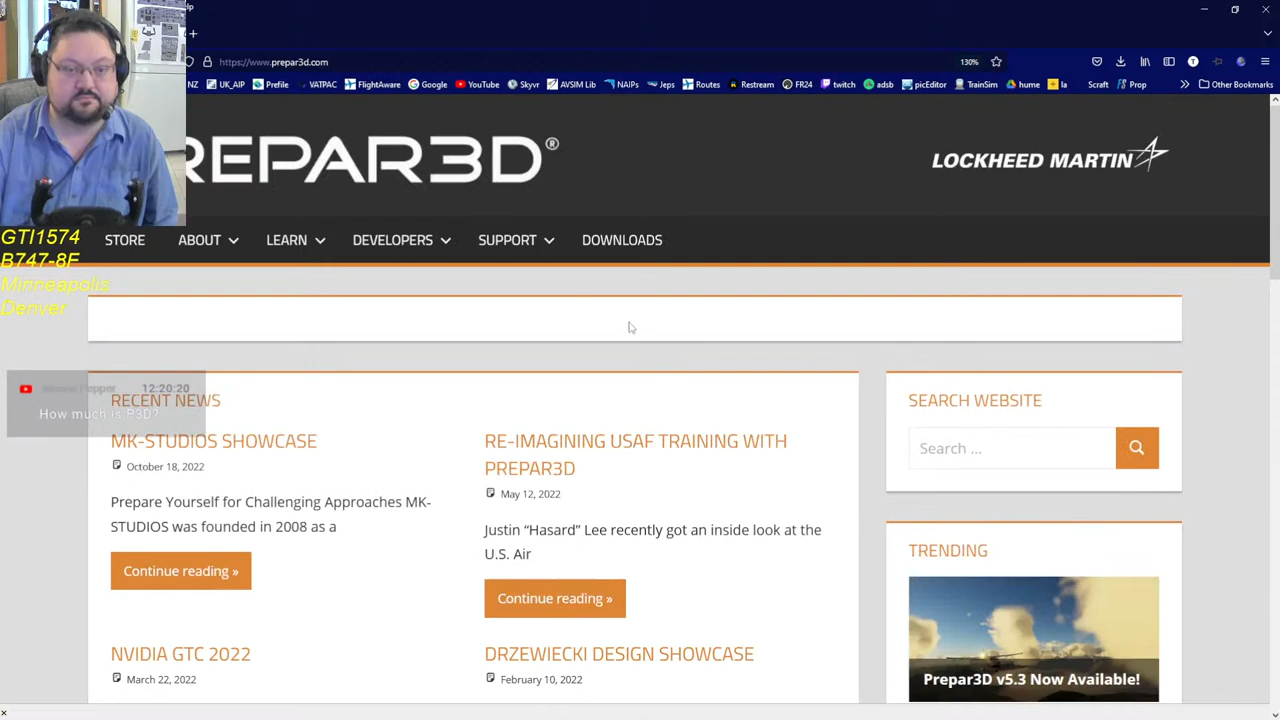 lp
https://www.prepar3d.com
130%
NZ UK_AIP Prefile VATPAC FlightAware Google YouTube Skyvr AVSIM Lib NAIPs Jeps Routes Restream FR24 twitch adsb picEditor TrainSim hume la Scraft Prop Other Bookmarks
REPAR3D®
LOCKHEED MARTIN
GTI1574
B747-8F
Minneapolis
Denver
STORE ABOUT LEARN DEVELOPERS SUPPORT DOWNLOADS
Pepper 12:20:20
How much is P3D?
RECENT NEWS
MK-STUDIOS SHOWCASE
October 18, 2022
Prepare Yourself for Challenging Approaches MK-
STUDIOS was founded in 2008 as a
Continue reading »
RE-IMAGINING USAF TRAINING WITH
PREPAR3D
May 12, 2022
Justin “Hasard” Lee recently got an inside look at the
U.S. Air
Continue reading »
NVIDIA GTC 2022
March 22, 2022
DRZEWIECKI DESIGN SHOWCASE
February 10, 2022
SEARCH WEBSITE
Search ...
TRENDING
Prepar3D v5.3 Now Available!